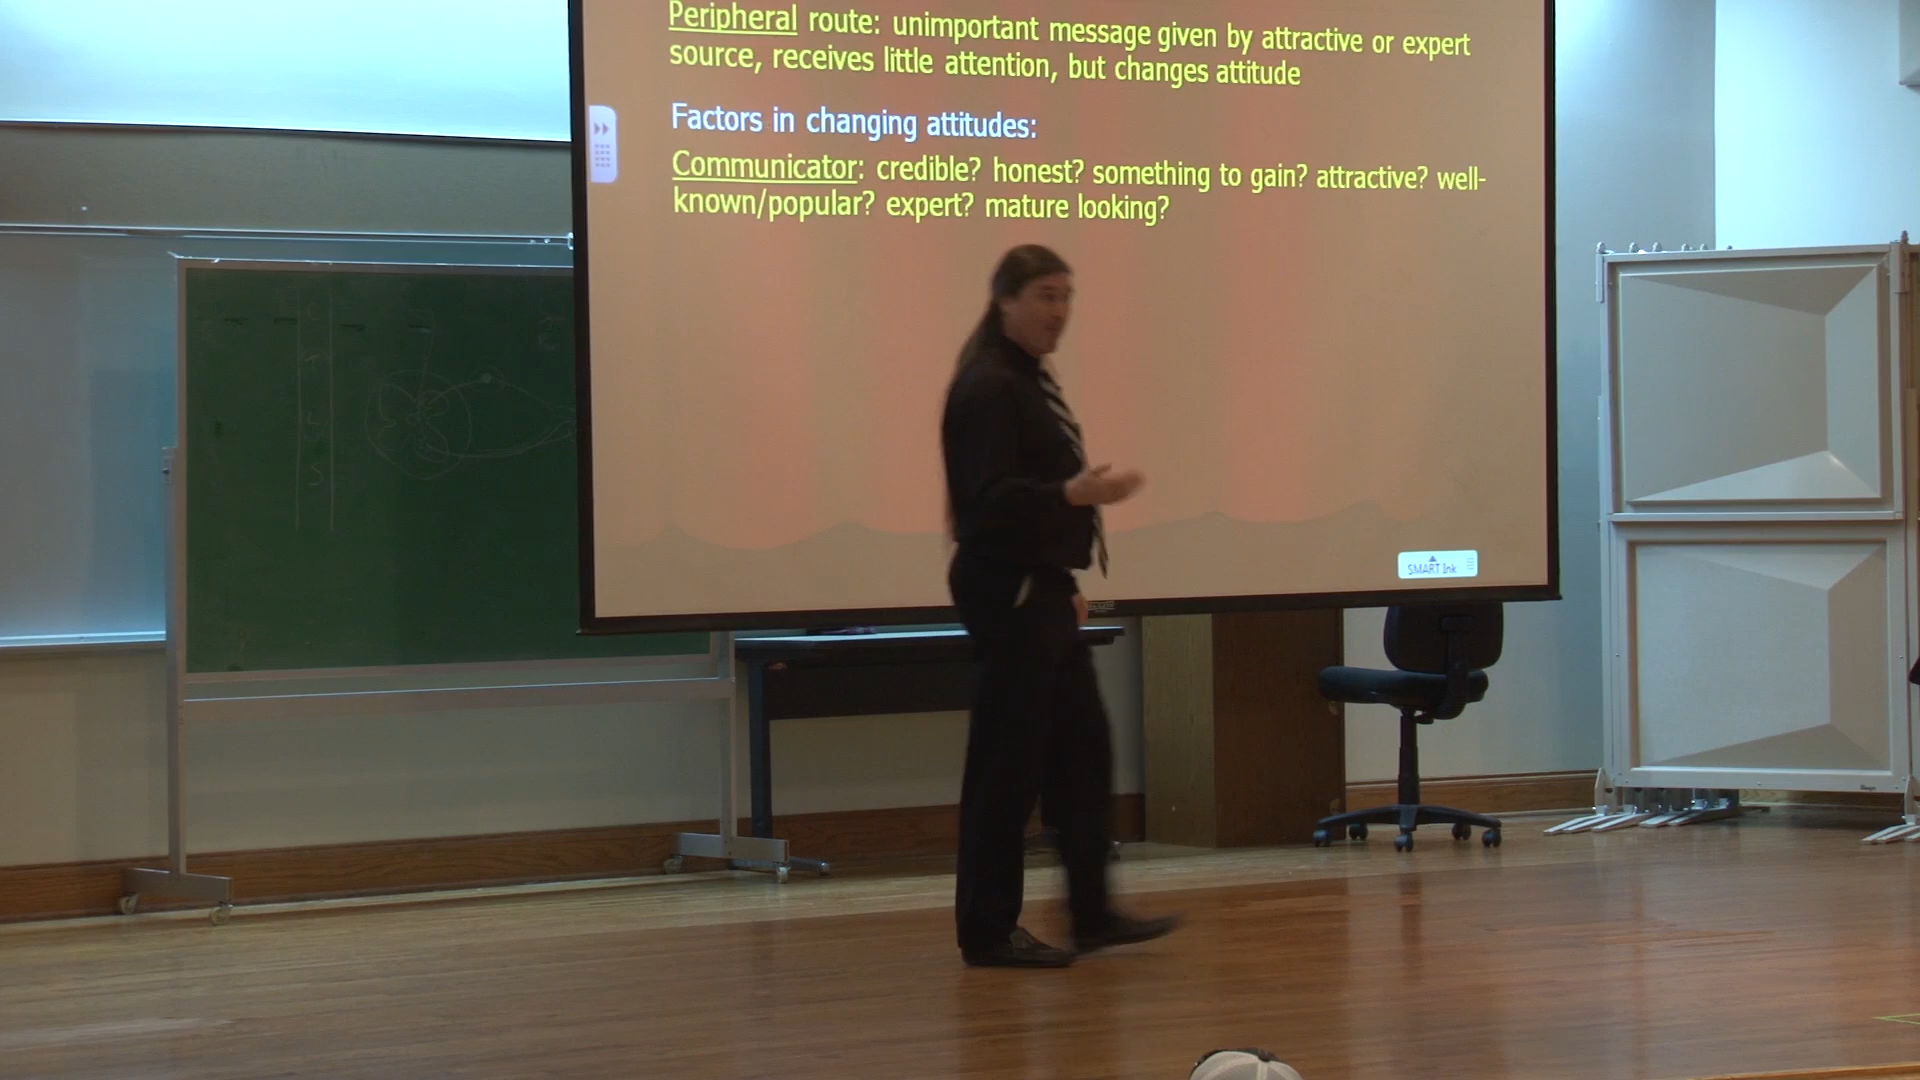 Peripheral route: unimportant message given by attractive or expert
source, receives little attention, but changes attitude
Factors in changing attitudes:
Communicator: credible? honest? something to gain? attractive? well-
known/popular? expert? mature looking?
SMART Ink